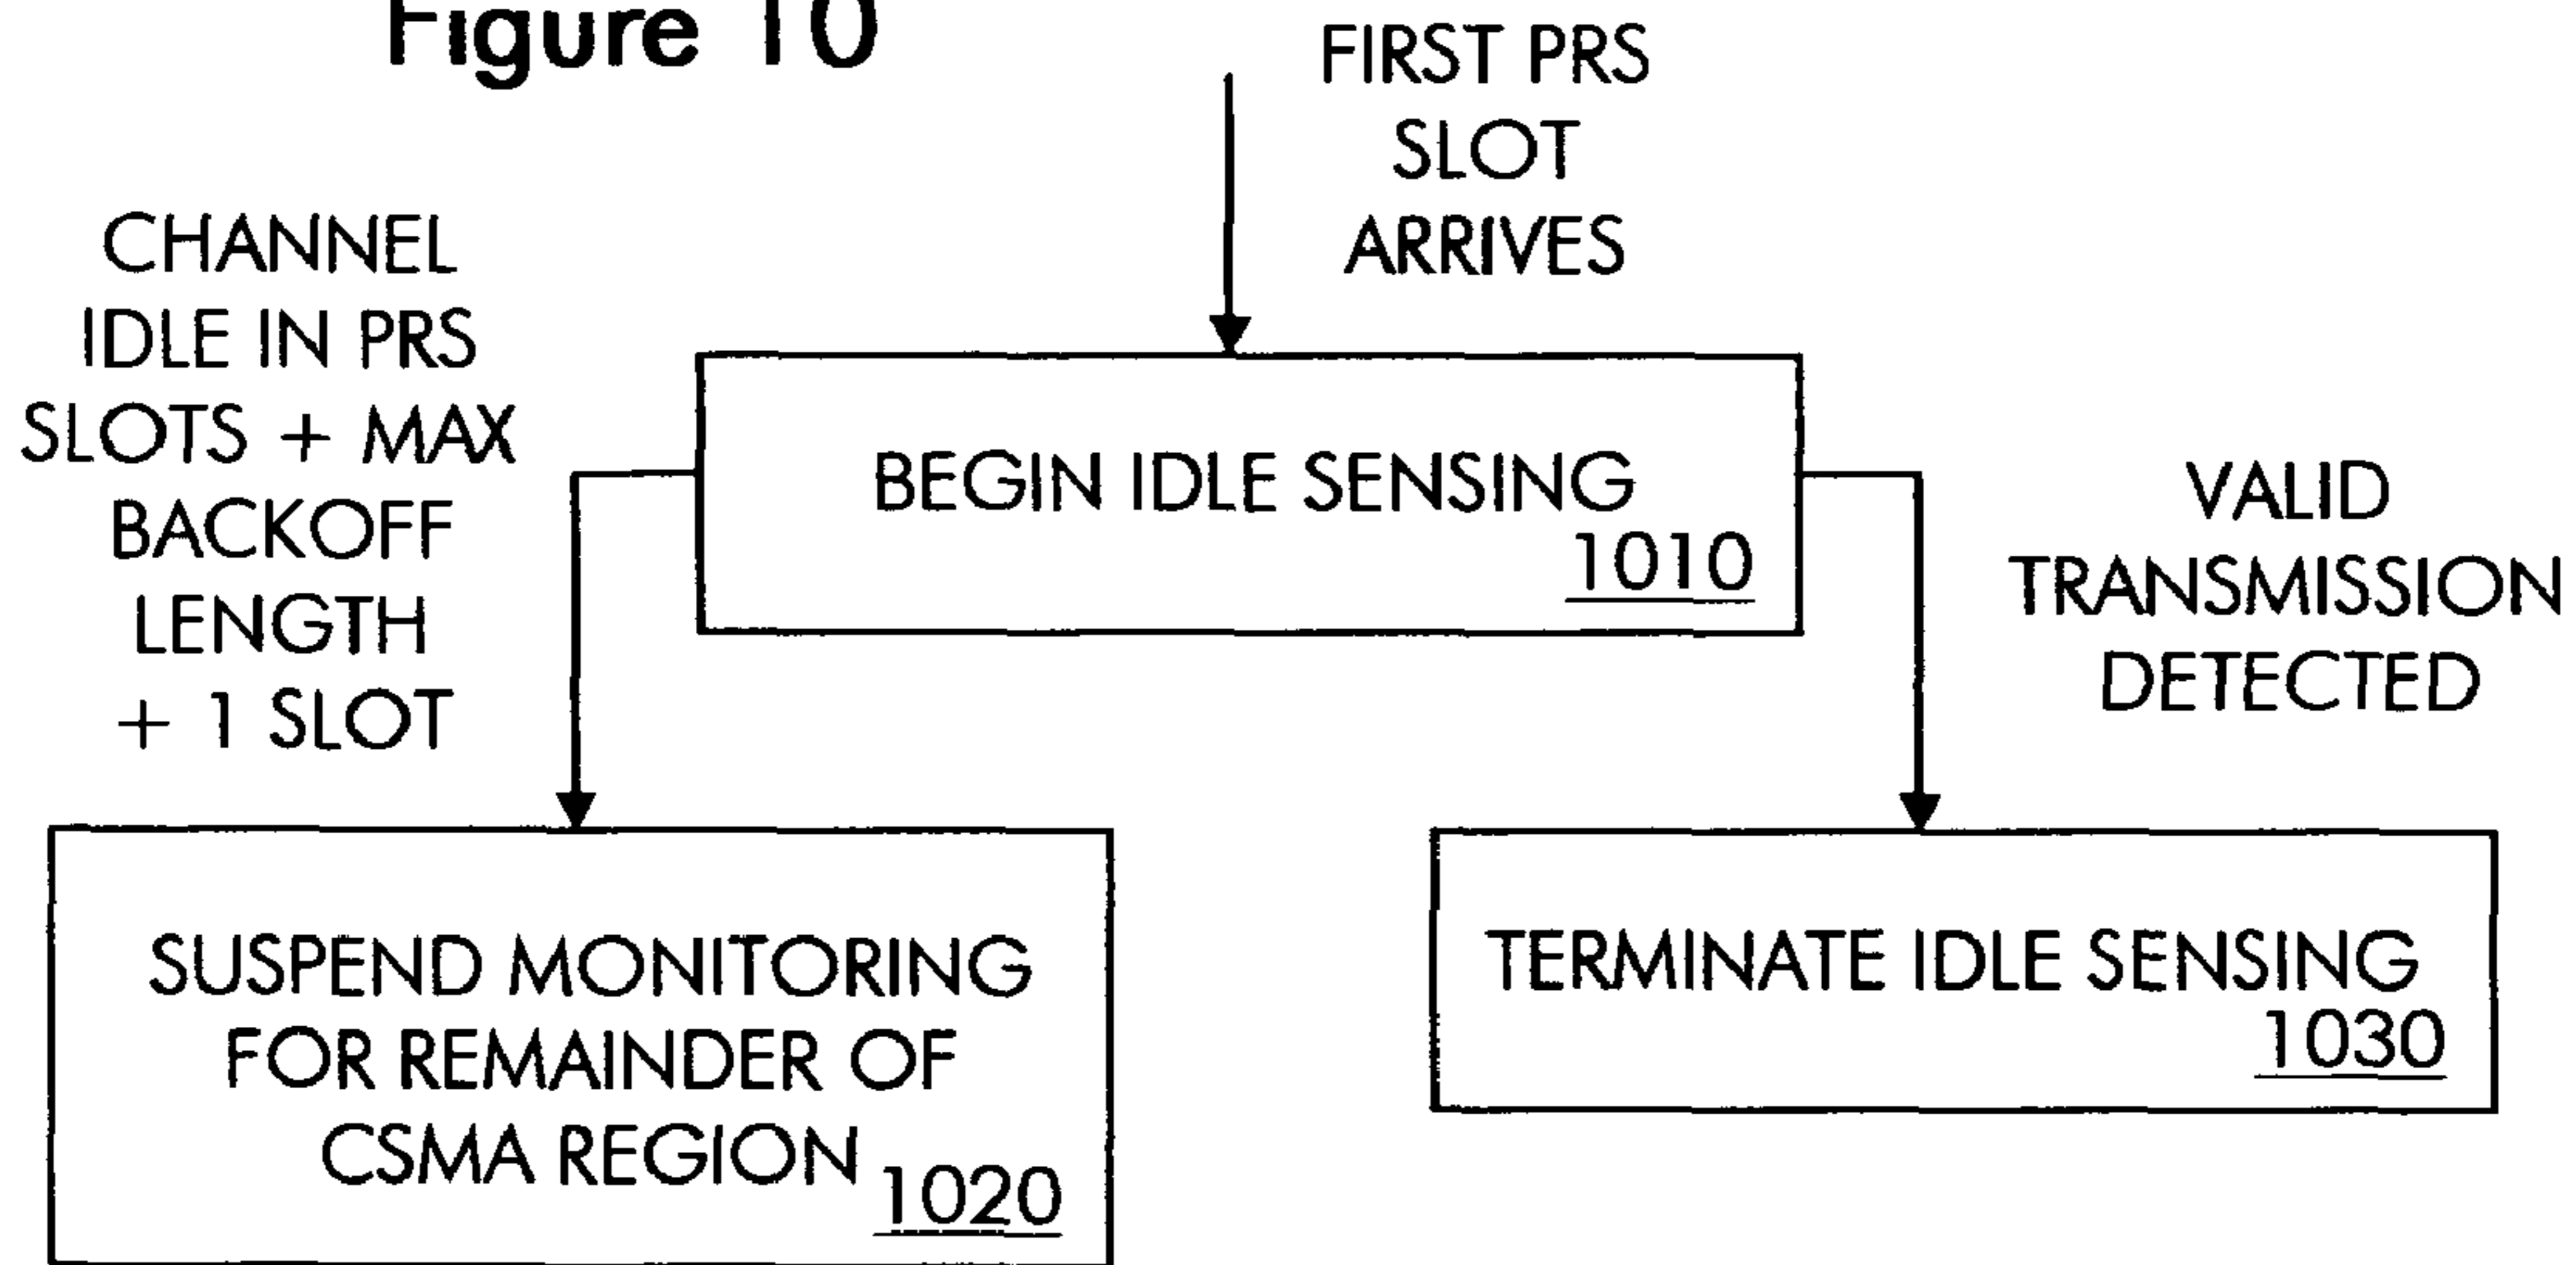 Figure 10
FIRST PRS
SLOT
ARRIVES
CHANNEL
IDLE IN PRS
SLOTS + MAX
BACKOFF
LENGTH
+ 1 SLOT
BEGIN IDLE SENSING
1010
VALID
TRANSMISSION
DETECTED
SUSPEND MONITORING
FOR REMAINDER OF
CSMA REGION
1020
TERMINATE IDLE SENSING
1030